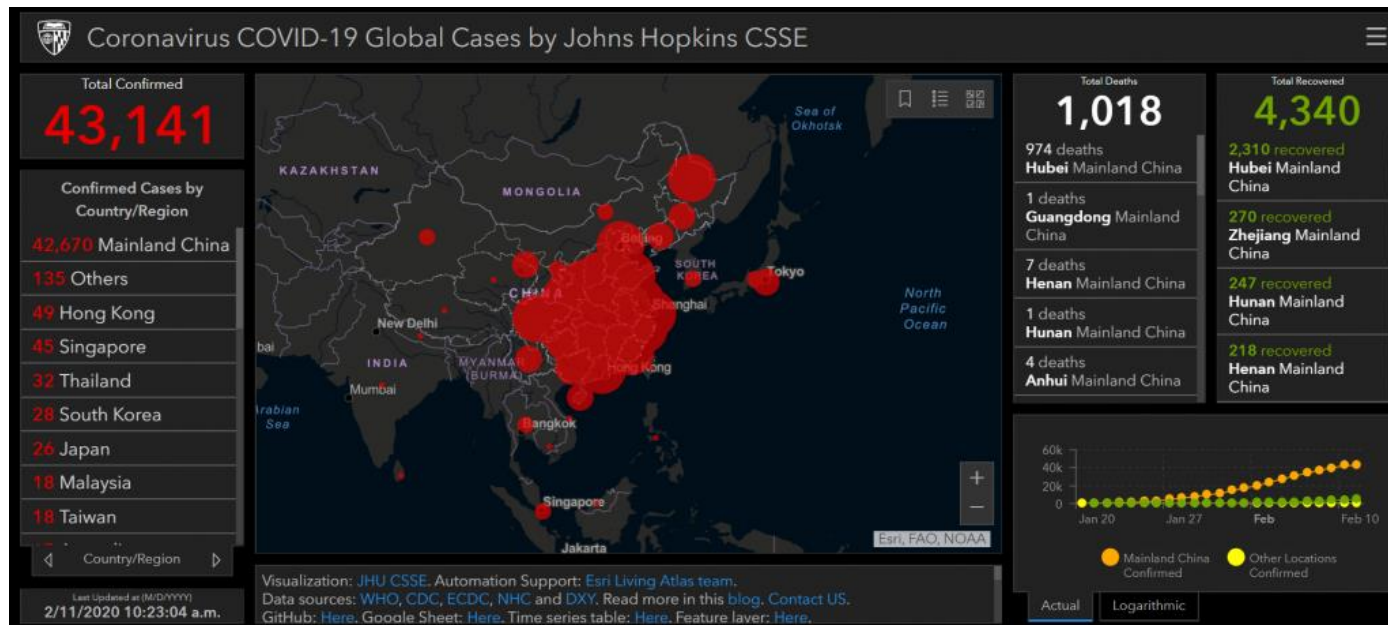 Coronavirus COVID-19 Global Cases by Johns Hopkins CSSE
Total Confirmed
43,141
Confirmed Cases by
Country/Region
42,670 Mainland China
135 Others
49 Hong Kong
45 Singapore
32 Thailand
28 South Korea
26 Japan
18 Malaysia
18 Taiwan
Country/Region
Last Updated at (M/D/YYYY)
2/11/2020 10:23:04 a.m.
Sea of
Okhotsk
KAZAKHSTAN
MONGOLIA
Beijing
SOUTH
KOREA
Tokyo
CHINA
Shanghai
North
Pacific
Ocean
New Delhi
bai
INDIA
MYANMAR
(BURMA)
Hong Kong
Mumbai
Arabian
Sea
Bangkok
Singapore
Jakarta
+
−
Esri, FAO, NOAA
Visualization: JHU CSSE. Automation Support: Esri Living Atlas team.
Data sources: WHO, CDC, ECDC, NHC and DXY. Read more in this blog. Contact US.
GitHub: Here. Google Sheet: Here. Time series table: Here. Feature layer: Here.
Total Deaths
1,018
974 deaths
Hubei Mainland China
1 deaths
Guangdong Mainland
China
7 deaths
Henan Mainland China
1 deaths
Hunan Mainland China
4 deaths
Anhui Mainland China
Total Recovered
4,340
2,310 recovered
Hubei Mainland
China
270 recovered
Zhejiang Mainland
China
247 recovered
Hunan Mainland
China
218 recovered
Henan Mainland
China
60k
40k
20k
0
Jan 20
Jan 27
Feb
Feb 10
Mainland China
Confirmed
Other Locations
Confirmed
Actual
Logarithmic